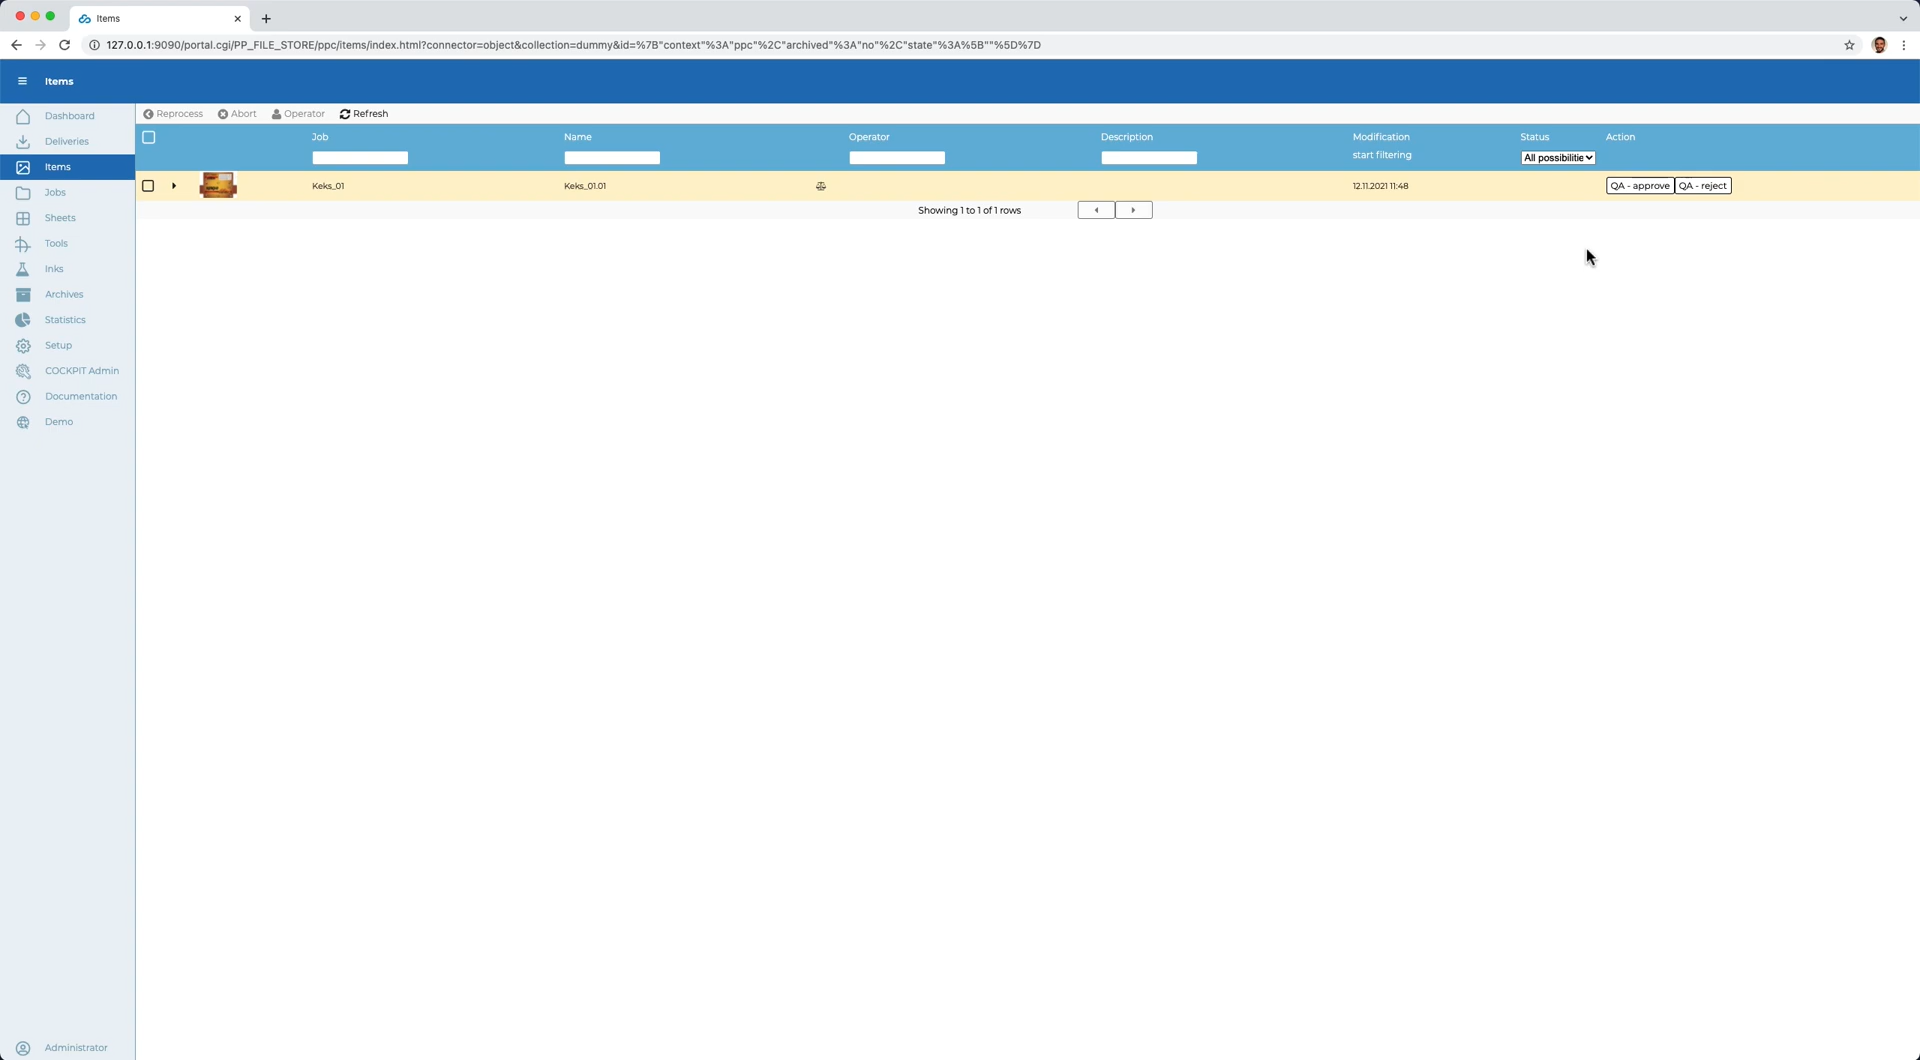 Items
127.0.0.1:9090/portal.cgi/PP_FILE_STORE/ppc/items/index.html?connector=object&collection=dummy&id=%7B"context"%3A"ppc"%2C"archived"%3A"no"%2C"state"%3A%5B""%5D%7D
Items
Reprocess Abort Operator Refresh
Job Name Operator Description Modification Status Action
start filtering All possibilitie
Keks_01 Keks_01.01 12.11.2021 11:48 QA - approve QA - reject
Showing 1 to 1 of 1 rows
Dashboard
Deliveries
Items
Jobs
Sheets
Tools
Inks
Archives
Statistics
Setup
COCKPIT Admin
Documentation
Demo
Administrator